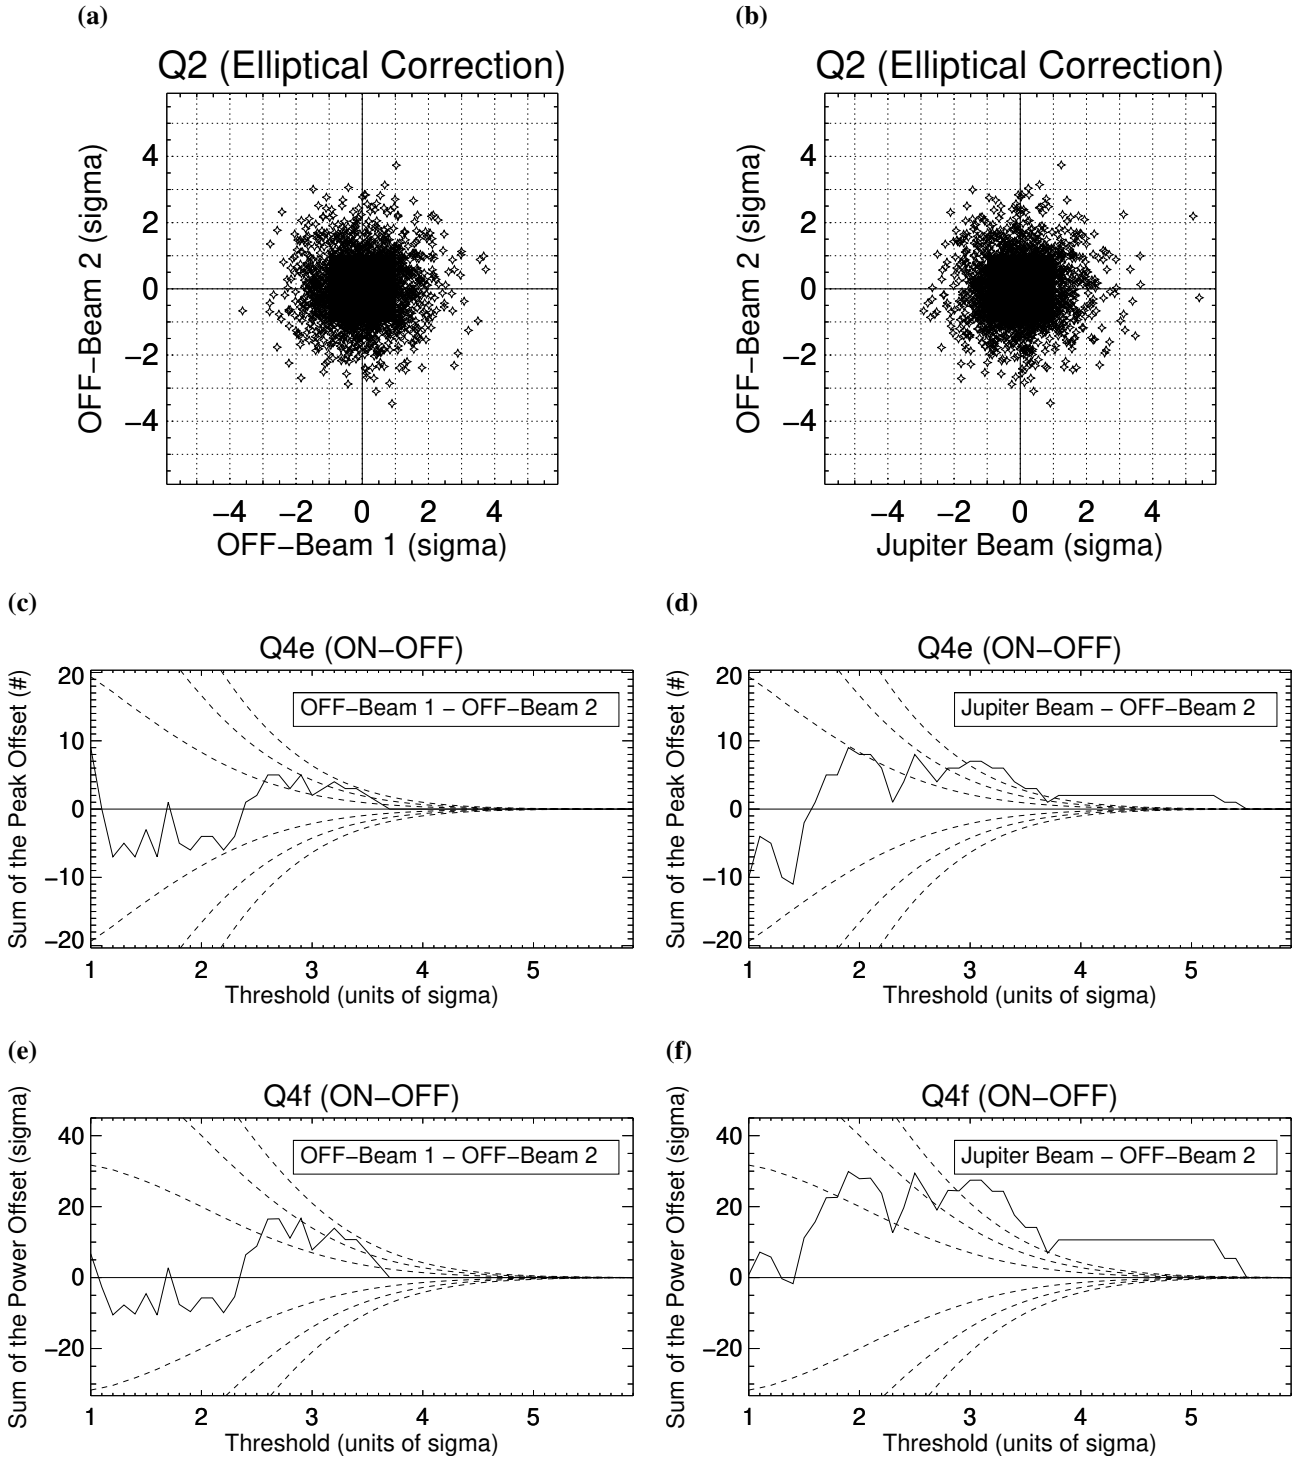 (a)
Q2 (Elliptical Correction)
OFF−Beam 2 (sigma)
4
2
0
−2
−4
−4 −2 0 2 4
OFF−Beam 1 (sigma)
(b)
Q2 (Elliptical Correction)
OFF−Beam 2 (sigma)
4
2
0
−2
−4
−4 −2 0 2 4
Jupiter Beam (sigma)
(c)
Q4e (ON−OFF)
Sum of the Peak Offset (#)
20
10
0
−10
−20
OFF−Beam 1 − OFF−Beam 2
1 2 3 4 5
Threshold (units of sigma)
(d)
Q4e (ON−OFF)
Sum of the Peak Offset (#)
20
10
0
−10
−20
Jupiter Beam − OFF−Beam 2
1 2 3 4 5
Threshold (units of sigma)
(e)
Q4f (ON−OFF)
Sum of the Power Offset (sigma)
40
20
0
−20
OFF−Beam 1 − OFF−Beam 2
1 2 3 4 5
Threshold (units of sigma)
(f)
Q4f (ON−OFF)
Sum of the Power Offset (sigma)
40
20
0
−20
Jupiter Beam − OFF−Beam 2
1 2 3 4 5
Threshold (units of sigma)